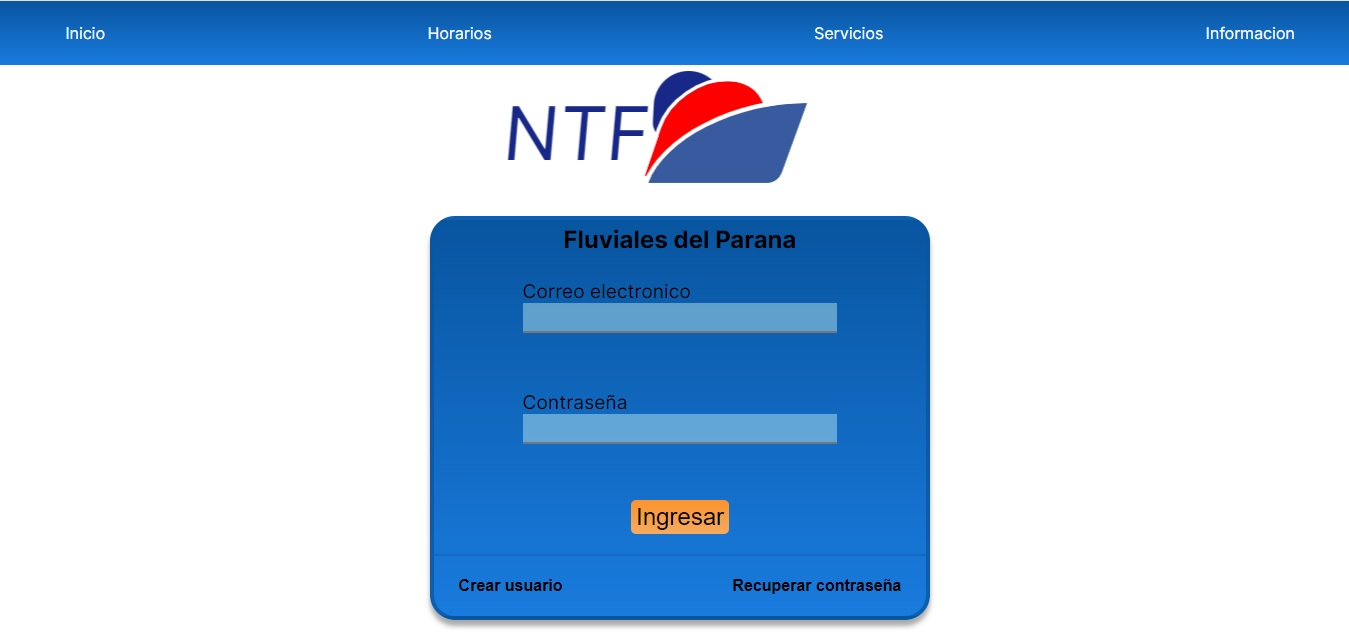 Inicio Horarios Servicios Informacion
NTF
Fluviales del Parana
Correo electronico
Contraseña
Ingresar
Crear usuario Recuperar contraseña